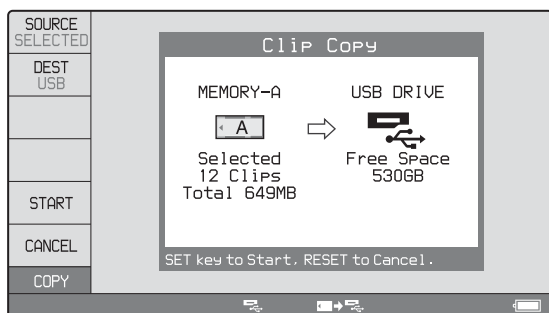 SOURCE
SELECTED
DEST
USB
START
CANCEL
COPY
Clip Copy
MEMORY-A
A
Selected
12 Clips
Total 649MB
USB DRIVE
Free Space
530GB
SET key to Start, RESET to Cancel.